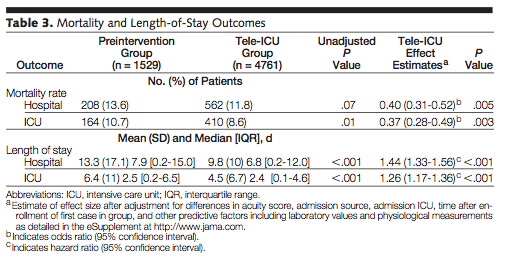 Table 3. Mortality and Length-of-Stay Outcomes
Outcome Preintervention Group (n = 1529) Tele-ICU Group (n = 4761) Unadjusted P Value Tele-ICU Effect Estimates^a P Value
No. (%) of Patients
Mortality rate
Hospital 208 (13.6) 562 (11.8) .07 0.40 (0.31-0.52)^b .005
ICU 164 (10.7) 410 (8.6) .01 0.37 (0.28-0.49)^b .003
Mean (SD) and Median [IQR], d
Length of stay
Hospital 13.3 (17.1) 7.9 [0.2-15.0] 9.8 (10) 6.8 [0.2-12.0] <.001 1.44 (1.33-1.56)^c <.001
ICU 6.4 (11) 2.5 [0.2-6.5] 4.5 (6.7) 2.4 [0.1-4.6] <.001 1.26 (1.17-1.36)^c <.001
Abbreviations: ICU, intensive care unit; IQR, interquartile range.
^a Estimate of effect size after adjustment for differences in acuity score, admission source, admission ICU, time after en-
rollment of first case in group, and other predictive factors including laboratory values and physiological measurements
as detailed in the eSupplement at http://www.jama.com.
^b Indicates odds ratio (95% confidence interval).
^c Indicates hazard ratio (95% confidence interval).